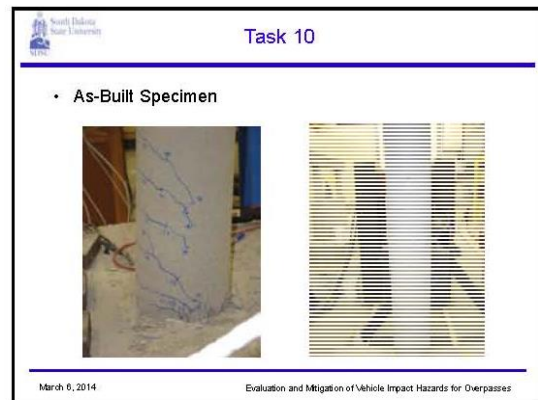 South Dakota
State University
SDSU
Task 10
• As-Built Specimen
March 6, 2014
Evaluation and Mitigation of Vehicle Impact Hazards for Overpasses